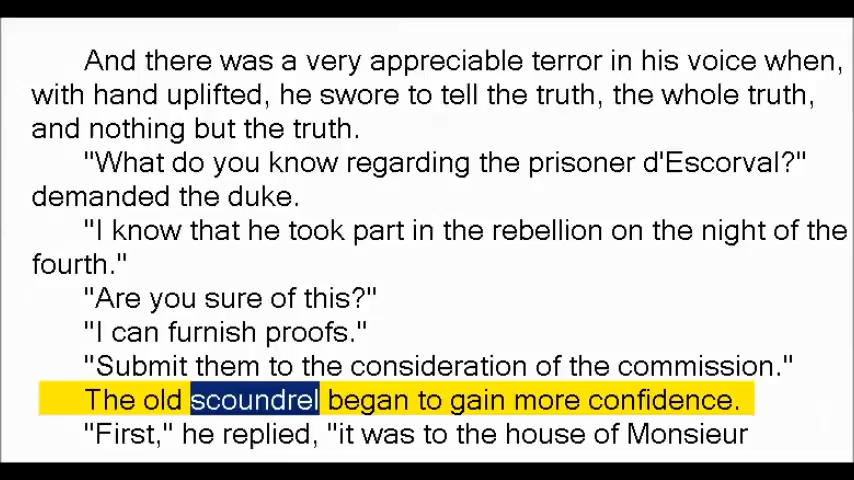 And there was a very appreciable terror in his voice when,
with hand uplifted, he swore to tell the truth, the whole truth,
and nothing but the truth.
"What do you know regarding the prisoner d'Escorval?"
demanded the duke.
"I know that he took part in the rebellion on the night of the
fourth."
"Are you sure of this?"
"I can furnish proofs."
"Submit them to the consideration of the commission."
The old scoundrel began to gain more confidence.
"First," he replied, "it was to the house of Monsieur